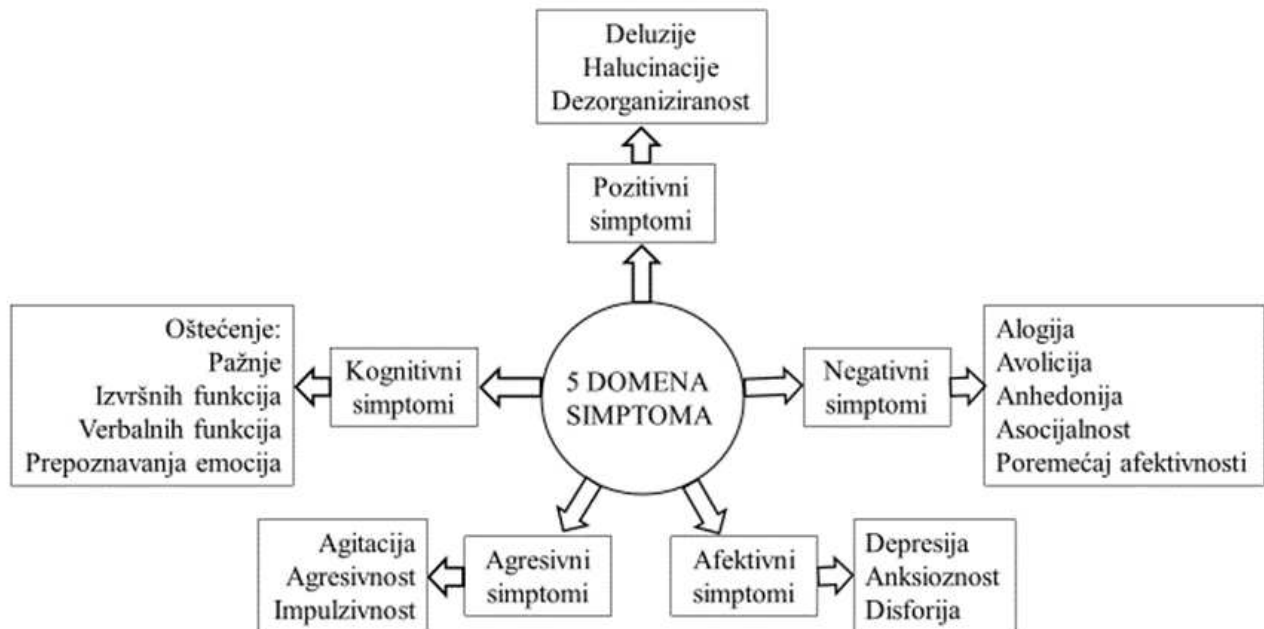 Deluzije
Halucinacije
Dezorganiziranost
Pozitivni
simptomi
Oštećenje:
Pažnje
Izvršnih funkcija
Verbalnih funkcija
Prepoznavanja emocija
Kognitivni
simptomi
5 DOMENA
SIMPTOMA
Negativni
simptomi
Alogija
Avolicija
Anhedonija
Asocijalnost
Poremećaj afektivnosti
Agitacija
Agresivnost
Impulzivnost
Agresivni
simptomi
Afektivni
simptomi
Depresija
Anksioznost
Disforija